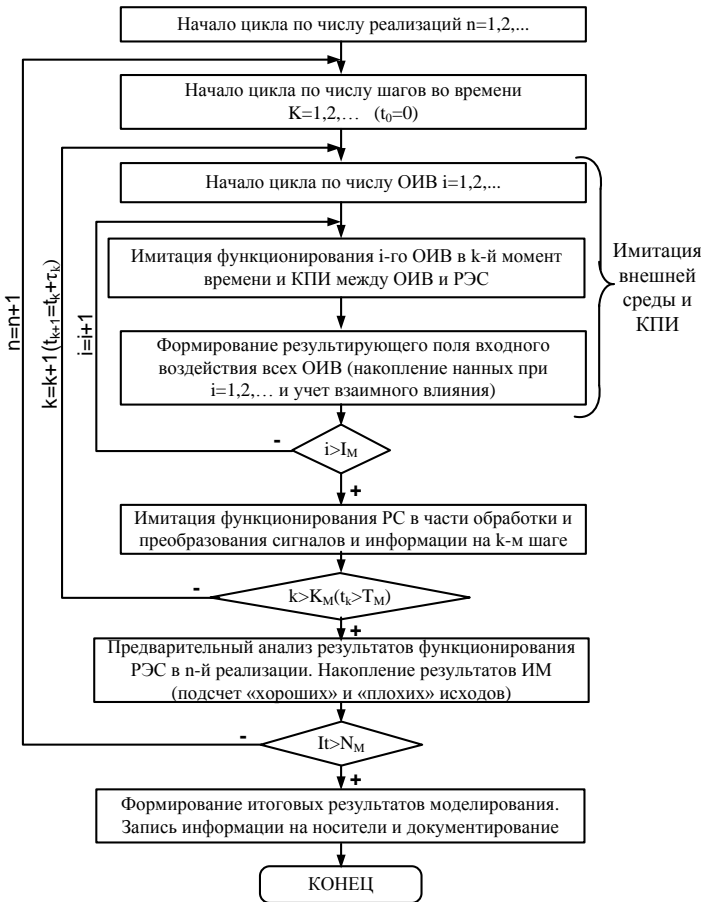 Начало цикла по числу реализаций n=1,2,...
Начало цикла по числу шагов во времени
K=1,2,… (t₀=0)
Начало цикла по числу ОИВ i=1,2,...
Имитация функционирования i-го ОИВ в k-й момент
времени и КПИ между ОИВ и РЭС
Формирование результирующего поля входного
воздействия всех ОИВ (накопление нанных при
i=1,2,… и учет взаимного влияния)
Имитация
внешней
среды и
КПИ
i=i+1
k=k+1(tₖ₊₁=tₖ+τₖ)
n=n+1
-
i>I_M
+
Имитация функционирования РС в части обработки и
преобразования сигналов и информации на k-м шаге
-
k>K_M(tₖ>T_M)
+
Предварительный анализ результатов функционирования
РЭС в n-й реализации. Накопление результатов ИМ
(подсчет «хороших» и «плохих» исходов)
-
It>N_M
+
Формирование итоговых результатов моделирования.
Запись информации на носители и документирование
КОНЕЦ